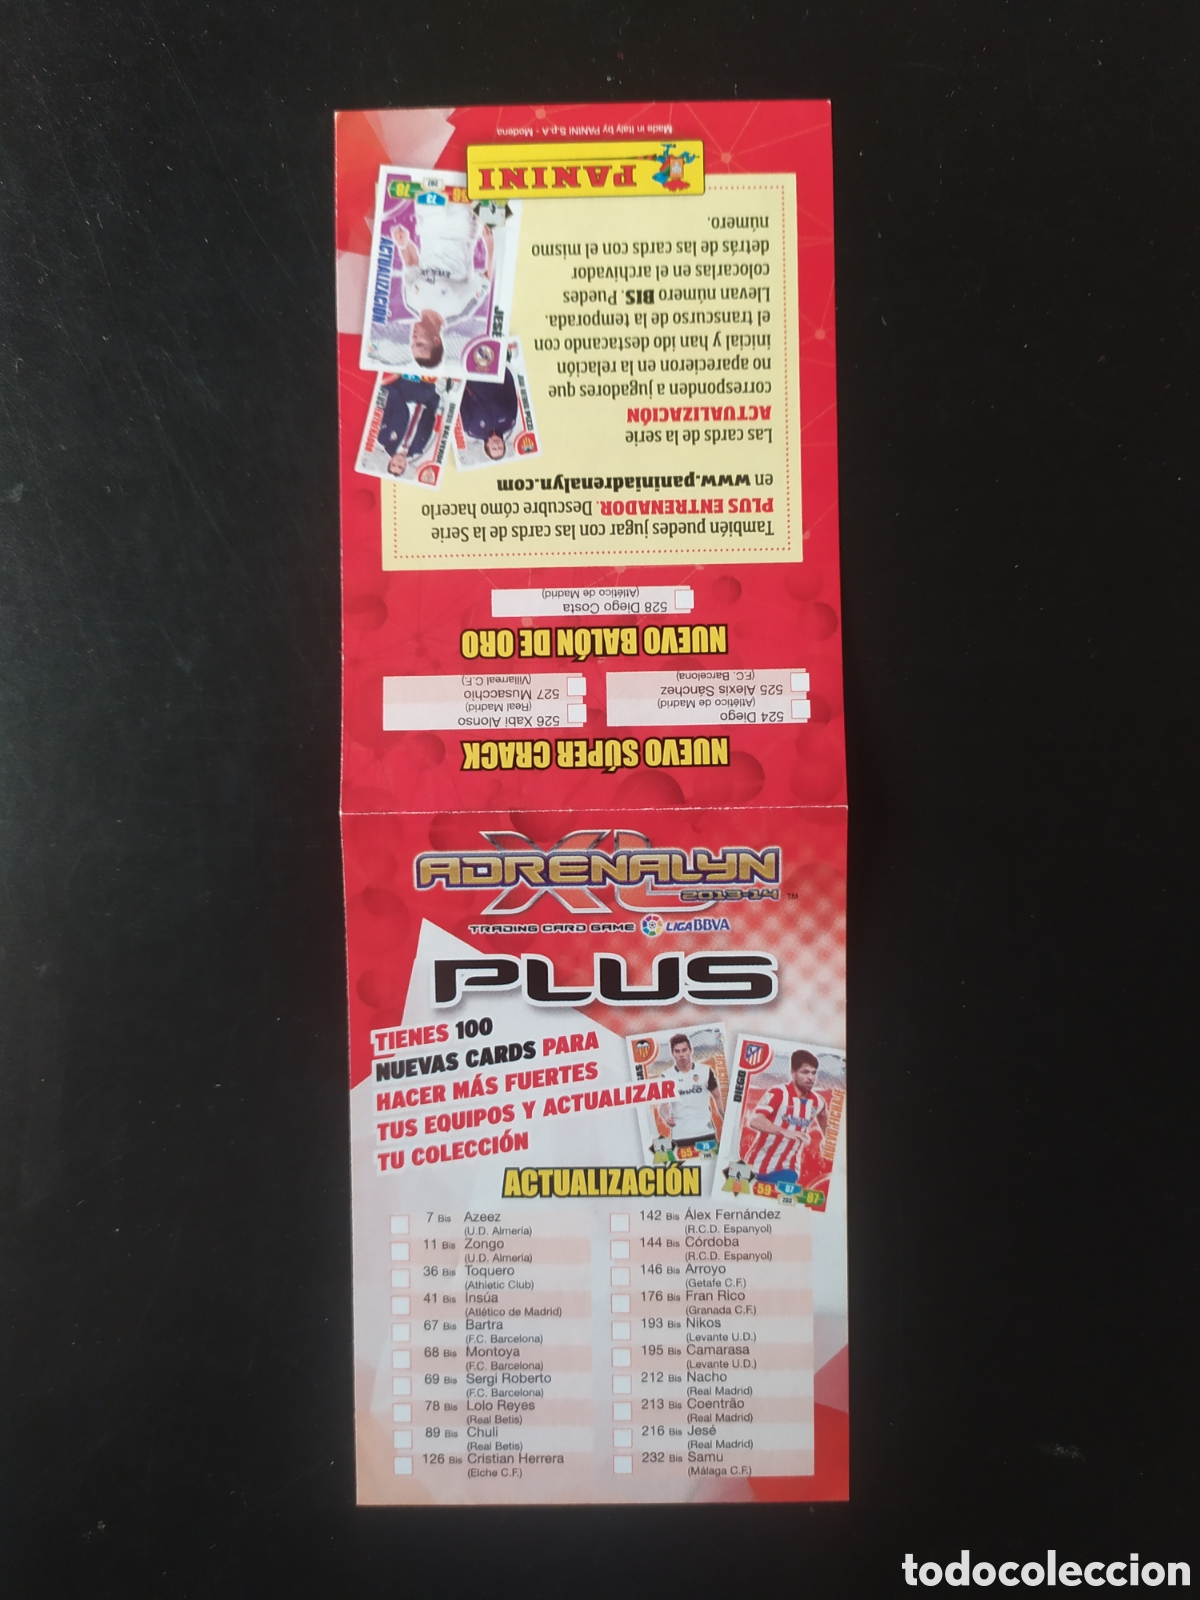 Made in Italy by PANINI S.p.A - Modena
PANINI
número.
detrás de las cards con el mismo
colocarlas en el archivador
Llevan número BIS. Puedes
el transcurso de la temporada.
inicial y han ido destacando con
no aparecieron en la relación
corresponden a jugadores que
ACTUALIZACIÓN
Las cards de la serie
en www.paniniadrenalyn.com
PLUS ENTRENADOR. Descubre cómo hacerlo
También puedes jugar con las cards de la Serie
ACTUALIZACIÓN
JESÉ
78
73
(Atlético de Madrid)
528 Diego Costa
NUEVO BALÓN DE ORO
(Villarreal C.F.)
527 Musacchio
(Real Madrid)
526 Xabi Alonso
(F.C. Barcelona)
525 Alexis Sánchez
(Atlético de Madrid)
524 Diego
NUEVO SÚPER CRACK
ADRENALYN XL
2013-14 ™
TRADING CARD GAME LIGA BBVA
PLUS
TIENES 100
NUEVAS CARDS PARA
HACER MÁS FUERTES
TUS EQUIPOS Y ACTUALIZAR
TU COLECCIÓN
DIEGO
59
87
87
55
75
ACTUALIZACIÓN
7 Bis Azeez
(U.D. Almería)
11 Bis Zongo
(U.D. Almería)
36 Bis Toquero
(Athletic Club)
41 Bis Insúa
(Atlético de Madrid)
67 Bis Bartra
(F.C. Barcelona)
68 Bis Montoya
(F.C. Barcelona)
69 Bis Sergi Roberto
(F.C. Barcelona)
78 Bis Lolo Reyes
(Real Betis)
89 Bis Chuli
(Real Betis)
126 Bis Cristian Herrera
(Elche C.F.)
142 Bis Álex Fernández
(R.C.D. Espanyol)
144 Bis Córdoba
(R.C.D. Espanyol)
146 Bis Arroyo
(Getafe C.F.)
176 Bis Fran Rico
(Granada C.F.)
193 Bis Nikos
(Levante U.D.)
195 Bis Camarasa
(Levante U.D.)
212 Bis Nacho
(Real Madrid)
213 Bis Coentrão
(Real Madrid)
216 Bis Jesé
(Real Madrid)
232 Bis Samu
(Málaga C.F.)
todocoleccion